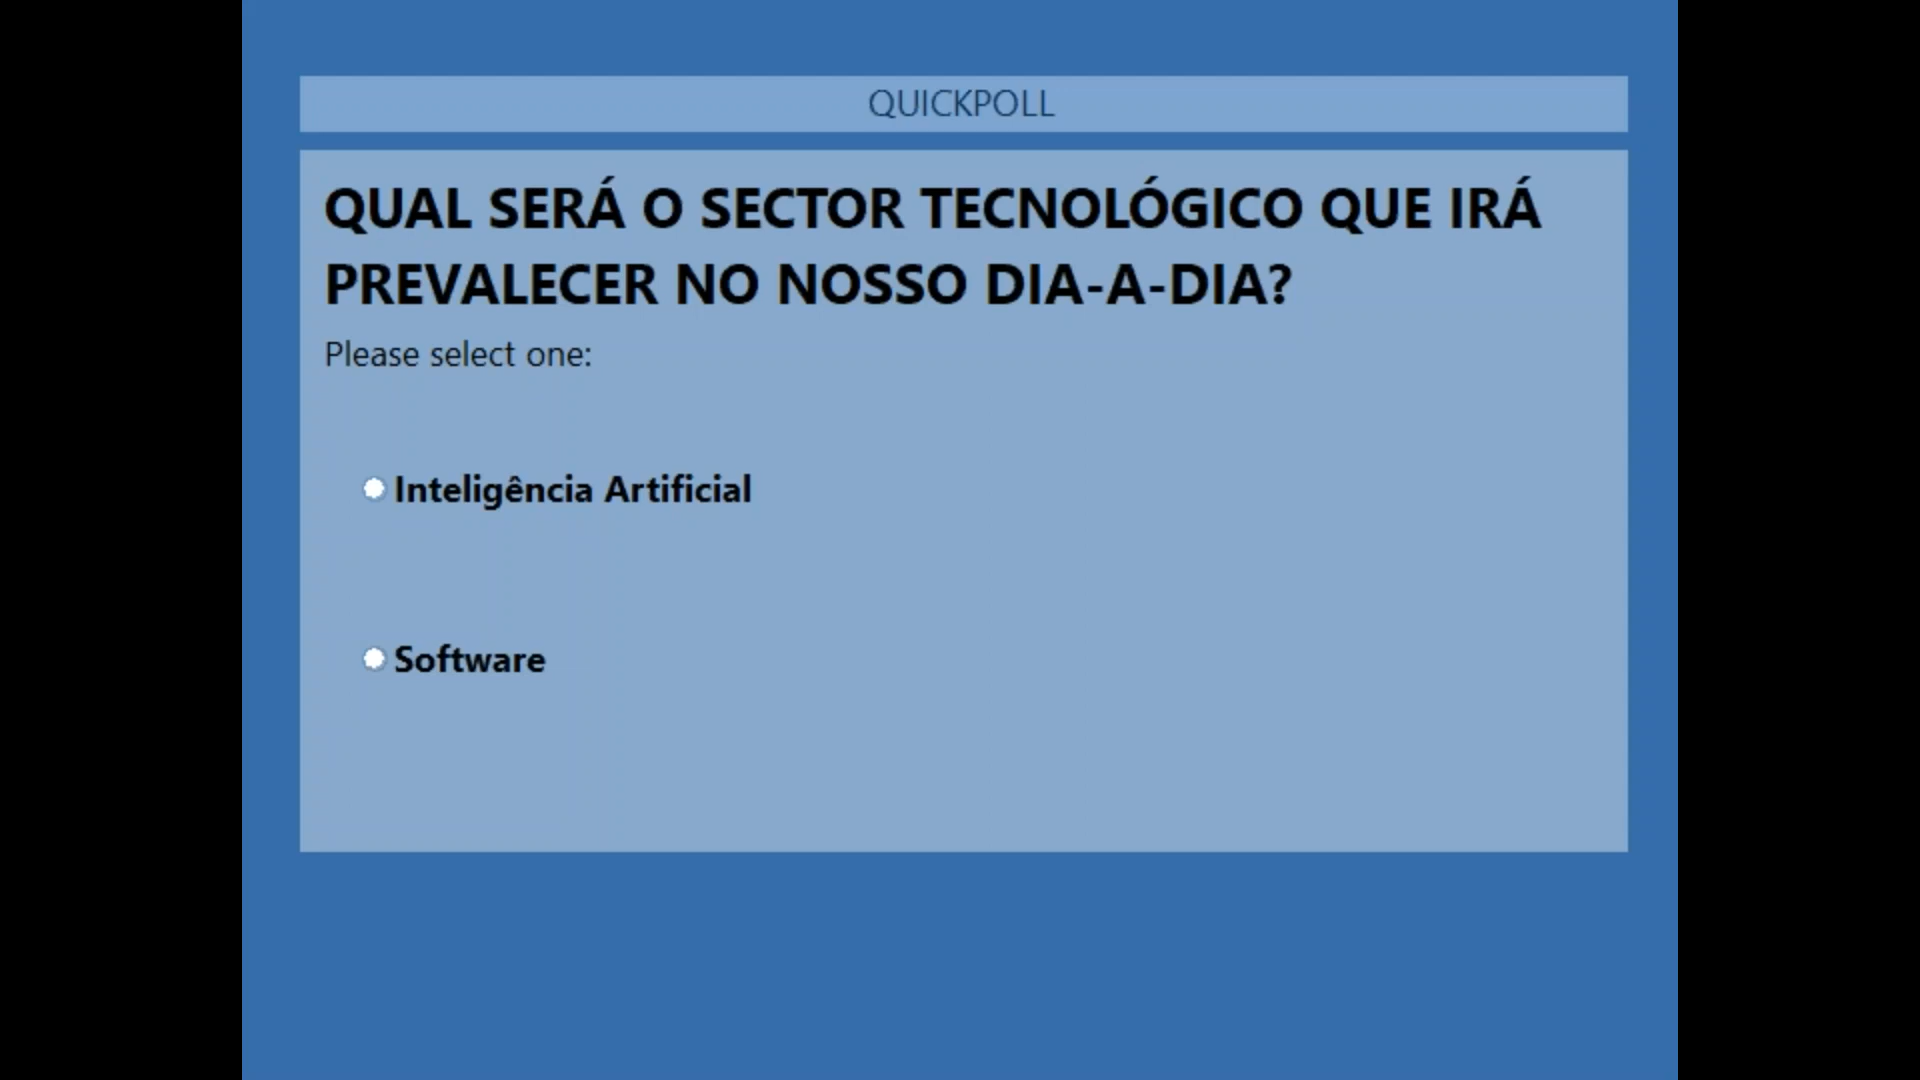 QUICKPOLL
QUAL SERÁ O SECTOR TECNOLÓGICO QUE IRÁ
PREVALECER NO NOSSO DIA-A-DIA?
Please select one:
Inteligência Artificial
Software